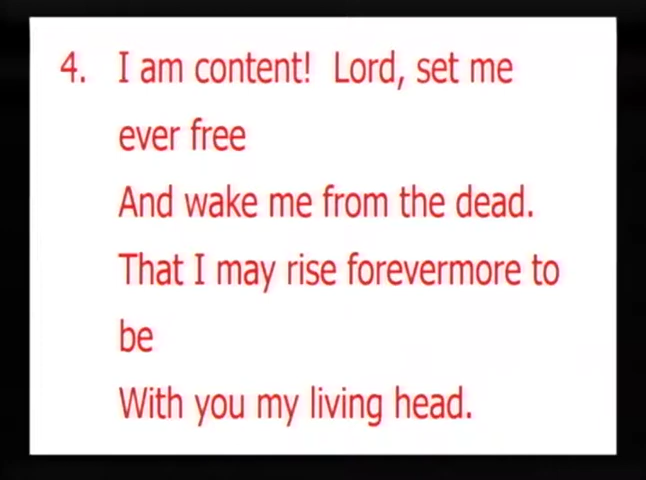 4. I am content! Lord, set me
ever free
And wake me from the dead.
That I may rise forevermore to
be
With you my living head.